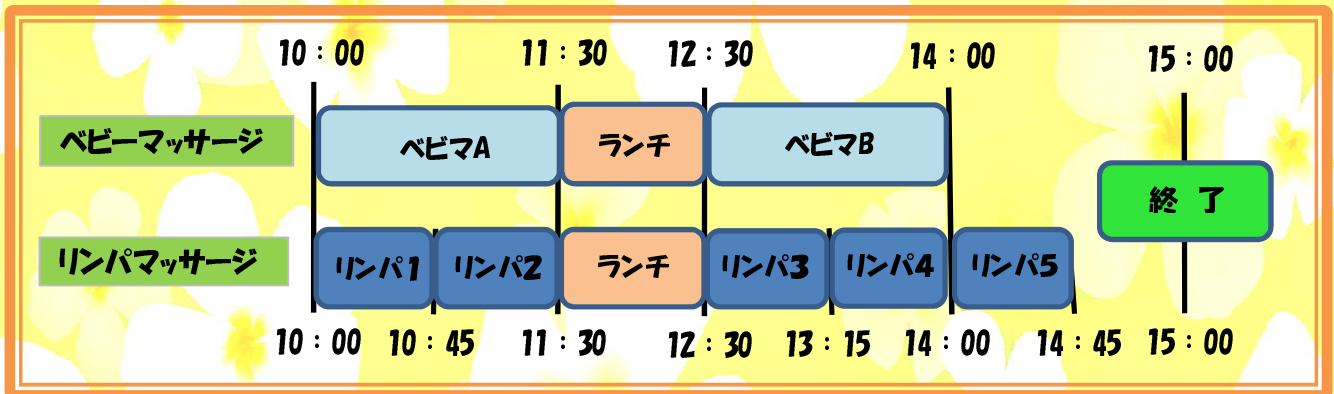 10：00 11：30 12：30 14：00 15：00
ベビーマッサージ ベビマA ランチ ベビマB
終 了
リンパマッサージ リンパ1 リンパ2 ランチ リンパ3 リンパ4 リンパ5
10：00 10：45 11：30 12：30 13：15 14：00 14：45 15：00